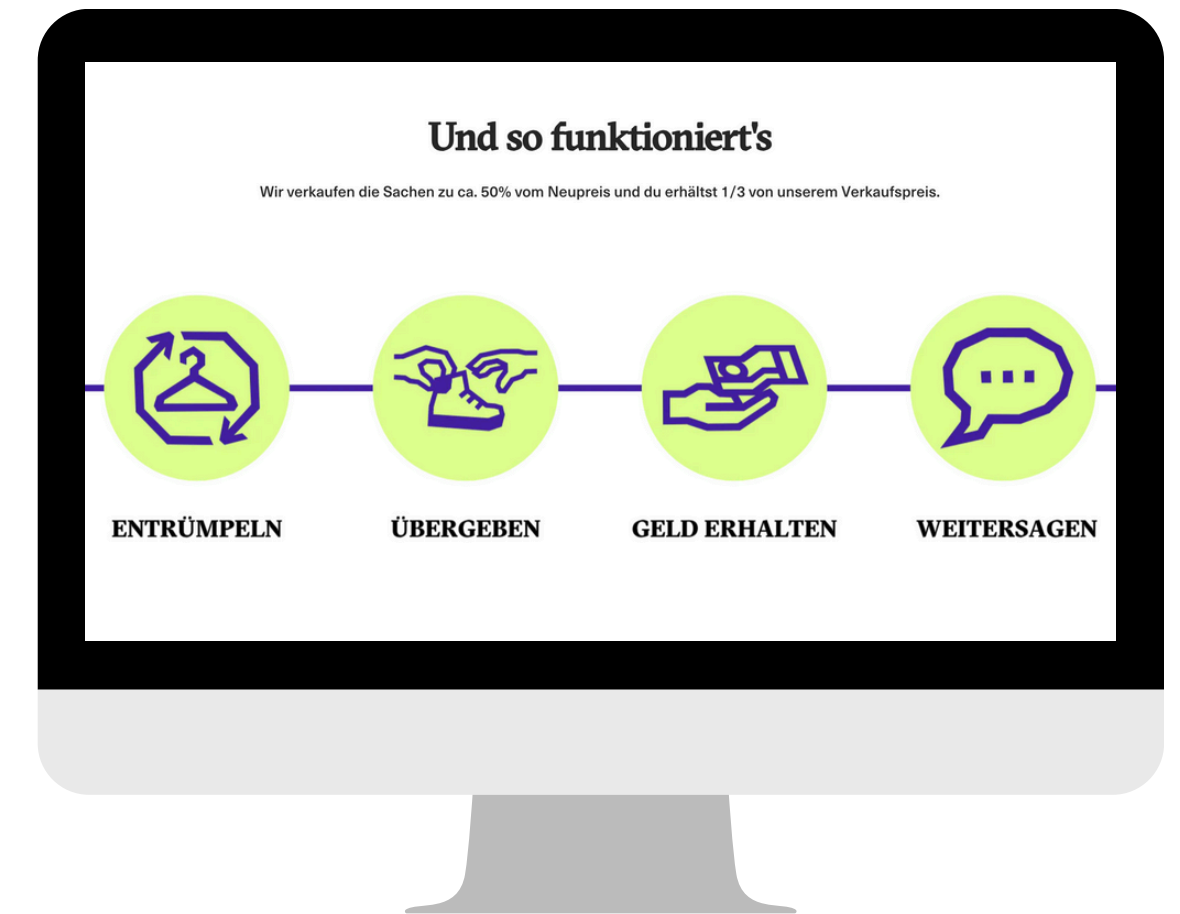 Und so funktioniert's
Wir verkaufen die Sachen zu ca. 50% vom Neupreis und du erhältst 1/3 von unserem Verkaufspreis.
ENTRÜMPELN
ÜBERGEBEN
GELD ERHALTEN
WEITERSAGEN